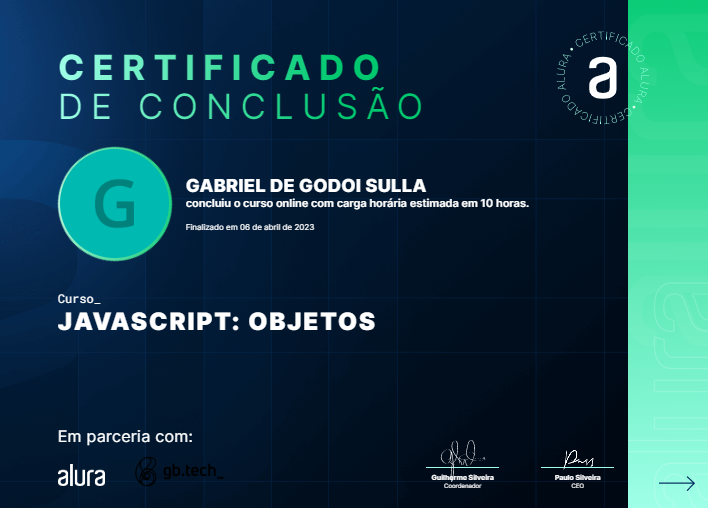 CERTIFICADO
DE CONCLUSÃO
CERTIFICADO ALURA • CERTIFICADO ALURA •
a
G
GABRIEL DE GODOI SULLA
concluiu o curso online com carga horária estimada em 10 horas.
Finalizado em 06 de abril de 2023
Curso_
JAVASCRIPT: OBJETOS
Em parceria com:
alura
gb.tech_
Guilherme Silveira
Coordenador
Paulo Silveira
CEO
alura